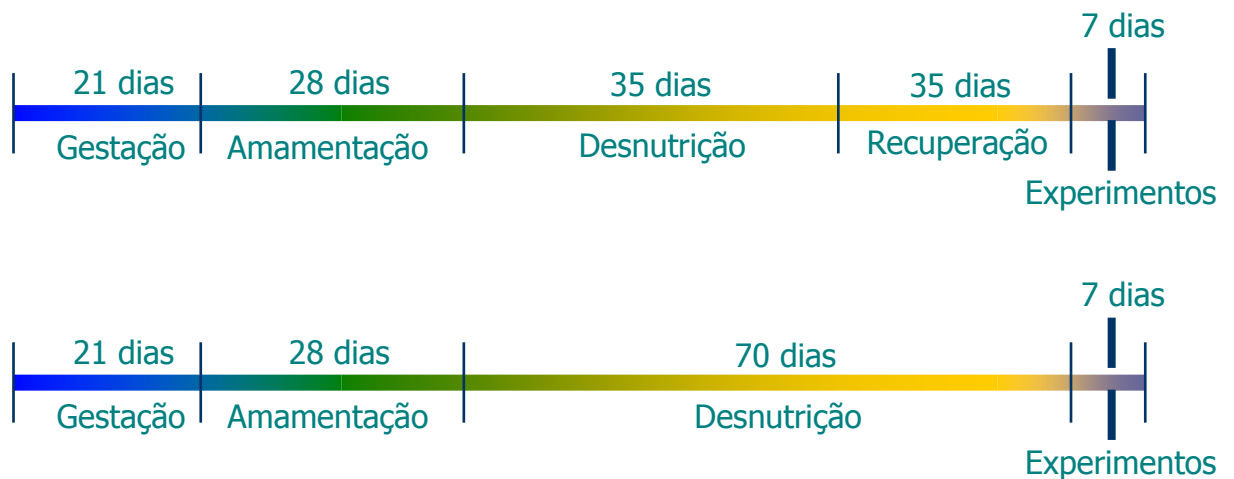 7 dias
21 dias 28 dias 35 dias 35 dias
Gestação Amamentação Desnutrição Recuperação
Experimentos
7 dias
21 dias 28 dias 70 dias
Gestação Amamentação Desnutrição
Experimentos